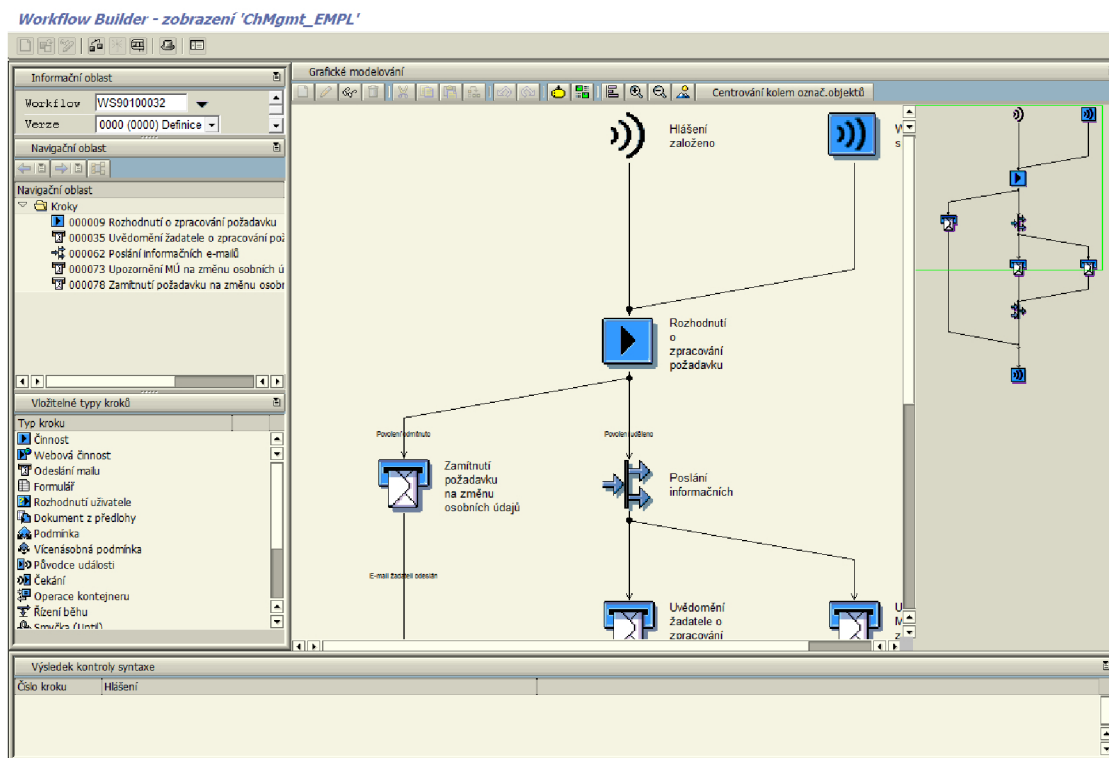 Workflow Builder - zobrazení 'ChMgmt_EMPL'
Informační oblast
Workflow WS90100032
Verze 0000 (0000) Definice
Navigační oblast
Navigační oblast
Kroky
000009 Rozhodnutí o zpracování požadavku
000035 Uvědomění žadatele o zpracování pož
000062 Poslání informačních e-mailů
000073 Upozornění MÚ na změnu osobních ú
000078 Zamítnutí požadavku na změnu osobr
Vložitelné typy kroků
Typ kroku
Činnost
Webová činnost
Odeslání mailu
Formulář
Rozhodnutí uživatele
Dokument z předlohy
Podmínka
Vícenásobná podmínka
Původce události
Čekání
Operace kontejneru
Řízení běhu
Smyčka (Until)
Grafické modelování
Centrování kolem označ.objektů
Hlášení
založeno
V
s
Rozhodnutí
o
zpracování
požadavku
Povolení odmítnuto
Povolení uděleno
Zamítnutí
požadavku
na změnu
osobních údajů
Poslání
informačních
E-mail žadateli odeslán
Uvědomění
žadatele o
zpracování
U
M
z
Výsledek kontroly syntaxe
Číslo kroku Hlášení